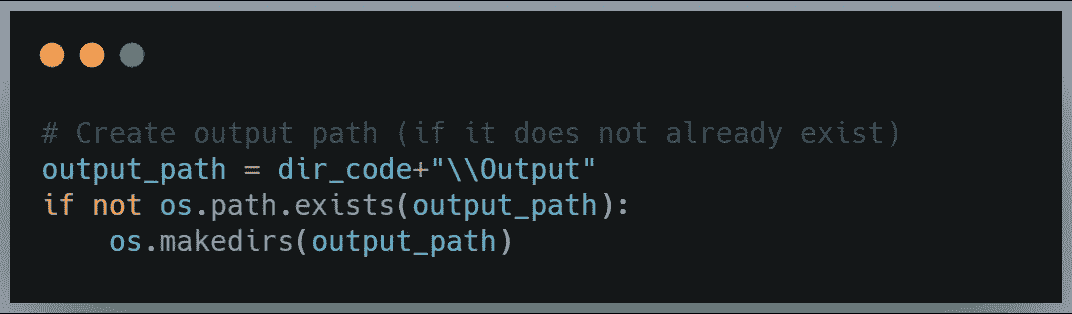 # Create output path (if it does not already exist)
output_path = dir_code+"\\Output"
if not os.path.exists(output_path):
    os.makedirs(output_path)